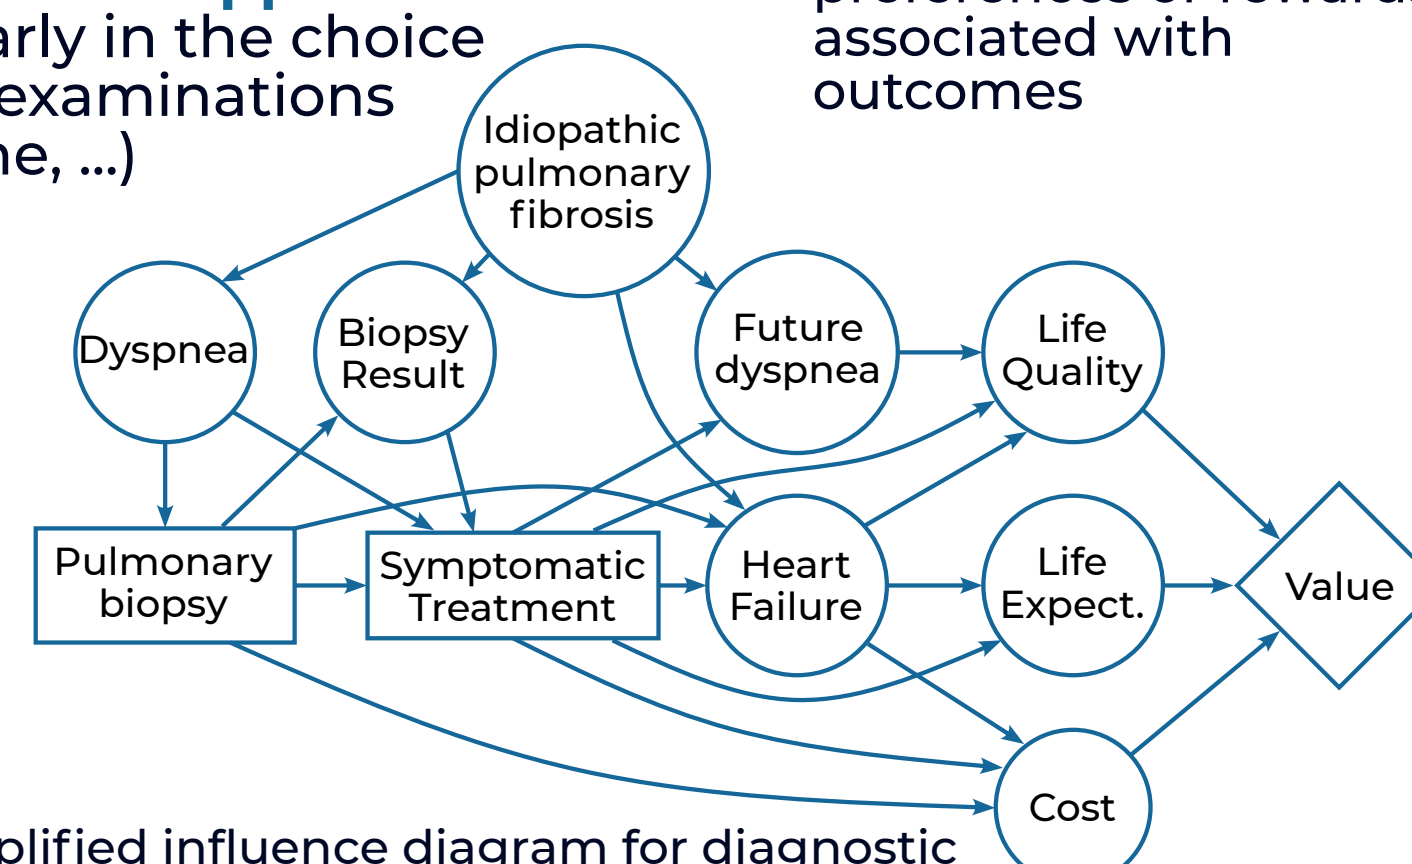 arly in the choice
examinations
ne, ...)
associated with
outcomes
Idiopathic
pulmonary
fibrosis
Dyspnea
Biopsy
Result
Future
dyspnea
Life
Quality
Pulmonary
biopsy
Symptomatic
Treatment
Heart
Failure
Life
Expect.
Value
Cost
plified influence diagram for diagnostic